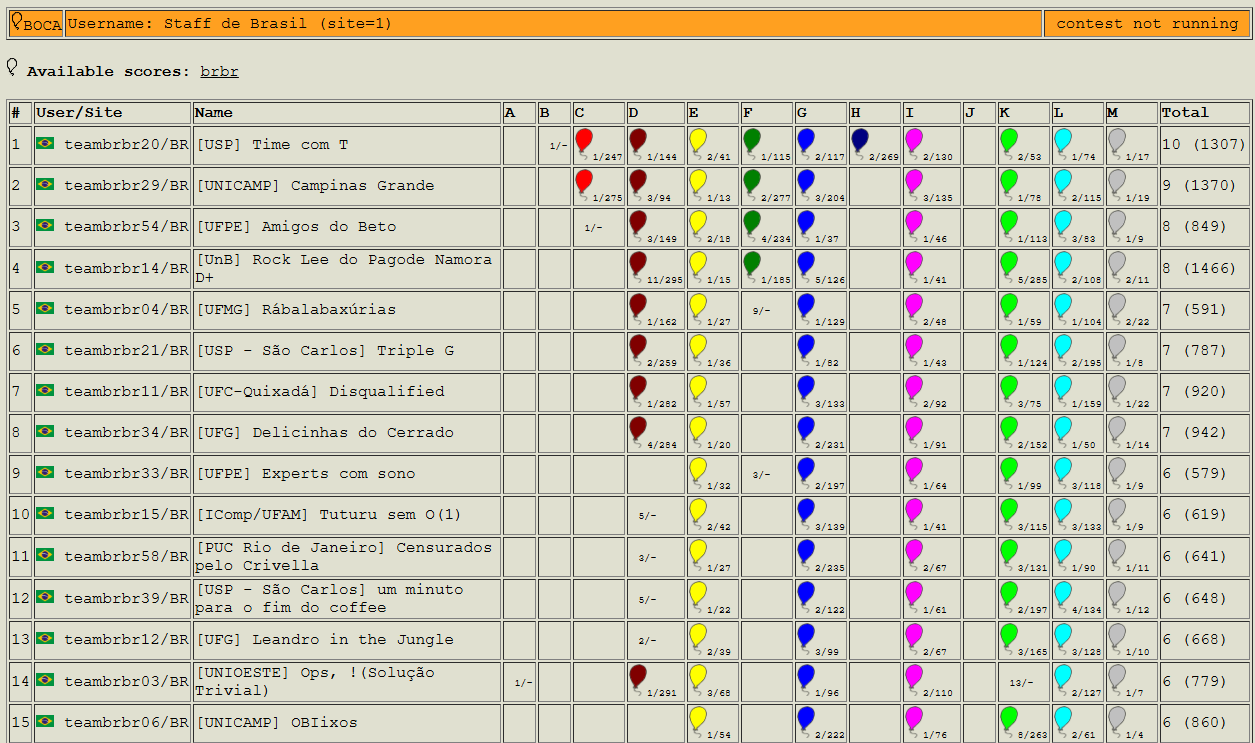 BOCA Username: Staff de Brasil (site=1) contest not running
Available scores: brbr
# User/Site Name A B C D E F G H I J K L M Total
1 teambrbr20/BR [USP] Time com T 1/- 1/247 1/144 2/41 1/115 2/117 2/269 2/130 2/53 1/74 1/17 10 (1307)
2 teambrbr29/BR [UNICAMP] Campinas Grande 1/275 3/94 1/13 2/277 3/204 3/135 1/78 2/115 1/19 9 (1370)
3 teambrbr54/BR [UFPE] Amigos do Beto 1/- 3/149 2/18 4/234 1/37 1/46 1/113 3/83 1/9 8 (849)
4 teambrbr14/BR [UnB] Rock Lee do Pagode Namora
D+ 11/295 1/15 1/185 5/126 1/41 5/285 2/108 2/11 8 (1466)
5 teambrbr04/BR [UFMG] Rábalabaxúrias 1/162 1/27 9/- 1/129 2/48 1/59 1/104 2/22 7 (591)
6 teambrbr21/BR [USP - São Carlos] Triple G 2/259 1/36 1/82 1/43 1/124 2/195 1/8 7 (787)
7 teambrbr11/BR [UFC-Quixadá] Disqualified 1/282 1/57 3/133 2/92 3/75 1/159 1/22 7 (920)
8 teambrbr34/BR [UFG] Delicinhas do Cerrado 4/284 1/20 2/231 1/91 2/152 1/50 1/14 7 (942)
9 teambrbr33/BR [UFPE] Experts com sono 1/32 3/- 2/197 1/64 1/99 3/118 1/9 6 (579)
10 teambrbr15/BR [IComp/UFAM] Tuturu sem O(1) 5/- 2/42 3/139 1/41 3/115 3/133 1/9 6 (619)
11 teambrbr58/BR [PUC Rio de Janeiro] Censurados
pelo Crivella 3/- 1/27 2/235 2/67 3/131 1/90 1/11 6 (641)
12 teambrbr39/BR [USP - São Carlos] um minuto
para o fim do coffee 5/- 1/22 2/122 1/61 2/197 4/134 1/12 6 (648)
13 teambrbr12/BR [UFG] Leandro in the Jungle 2/- 2/39 3/99 2/67 3/165 3/128 1/10 6 (668)
14 teambrbr03/BR [UNIOESTE] Ops, !(Solução
Trivial) 1/- 1/291 3/68 1/96 2/110 13/- 2/127 1/7 6 (779)
15 teambrbr06/BR [UNICAMP] OBIixos 1/54 2/222 1/76 8/263 2/61 1/4 6 (860)